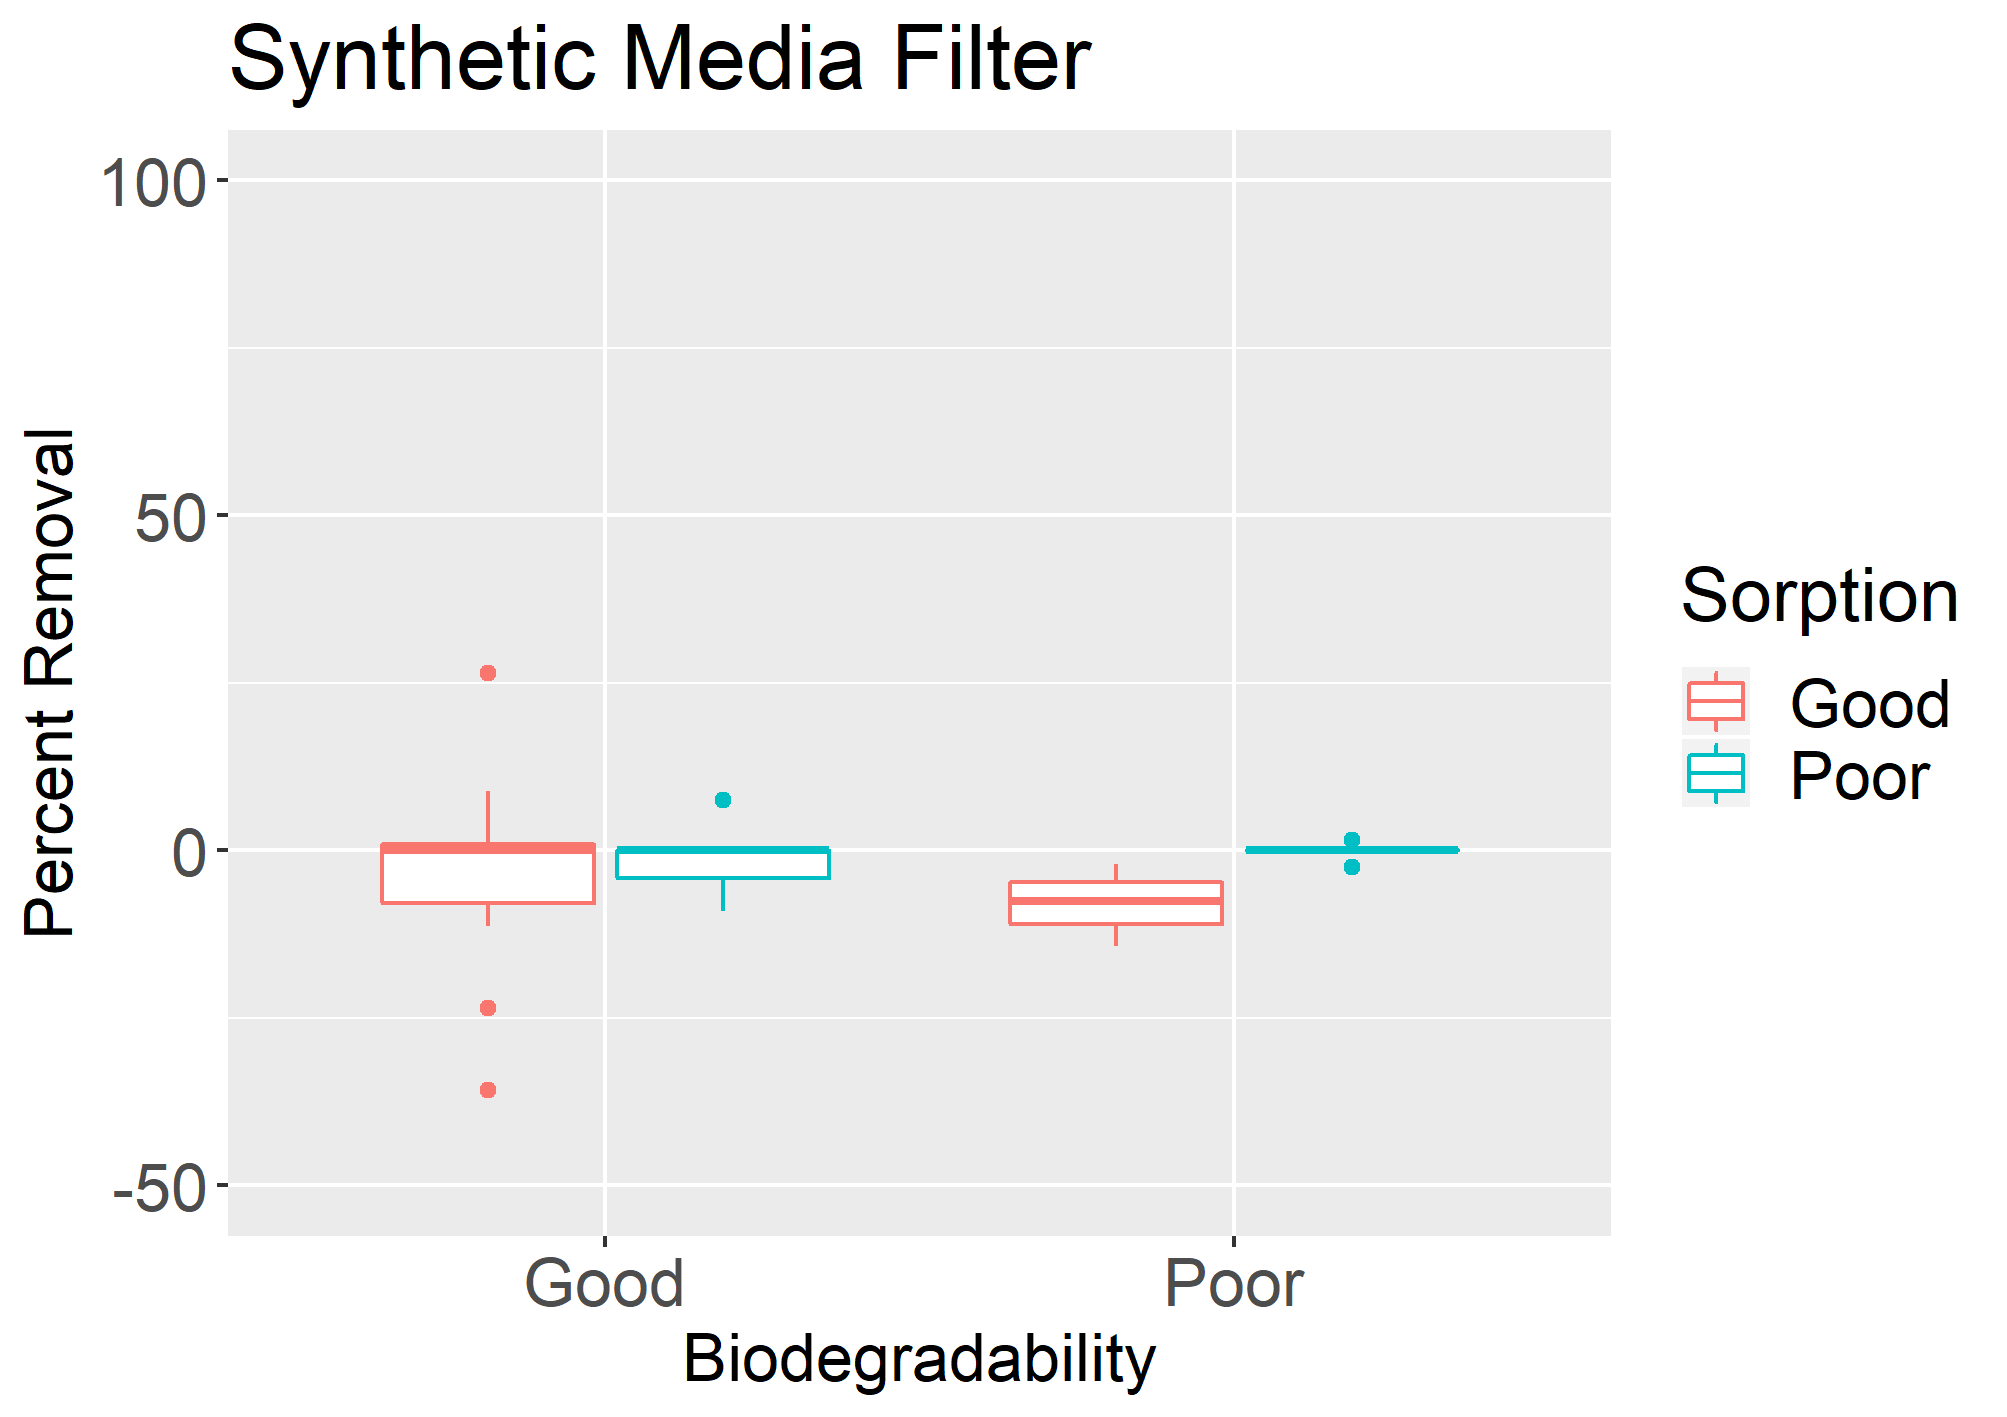 Synthetic Media Filter
100
50
0
-50
Percent Removal
Good
Poor
Biodegradability
Sorption
Good
Poor